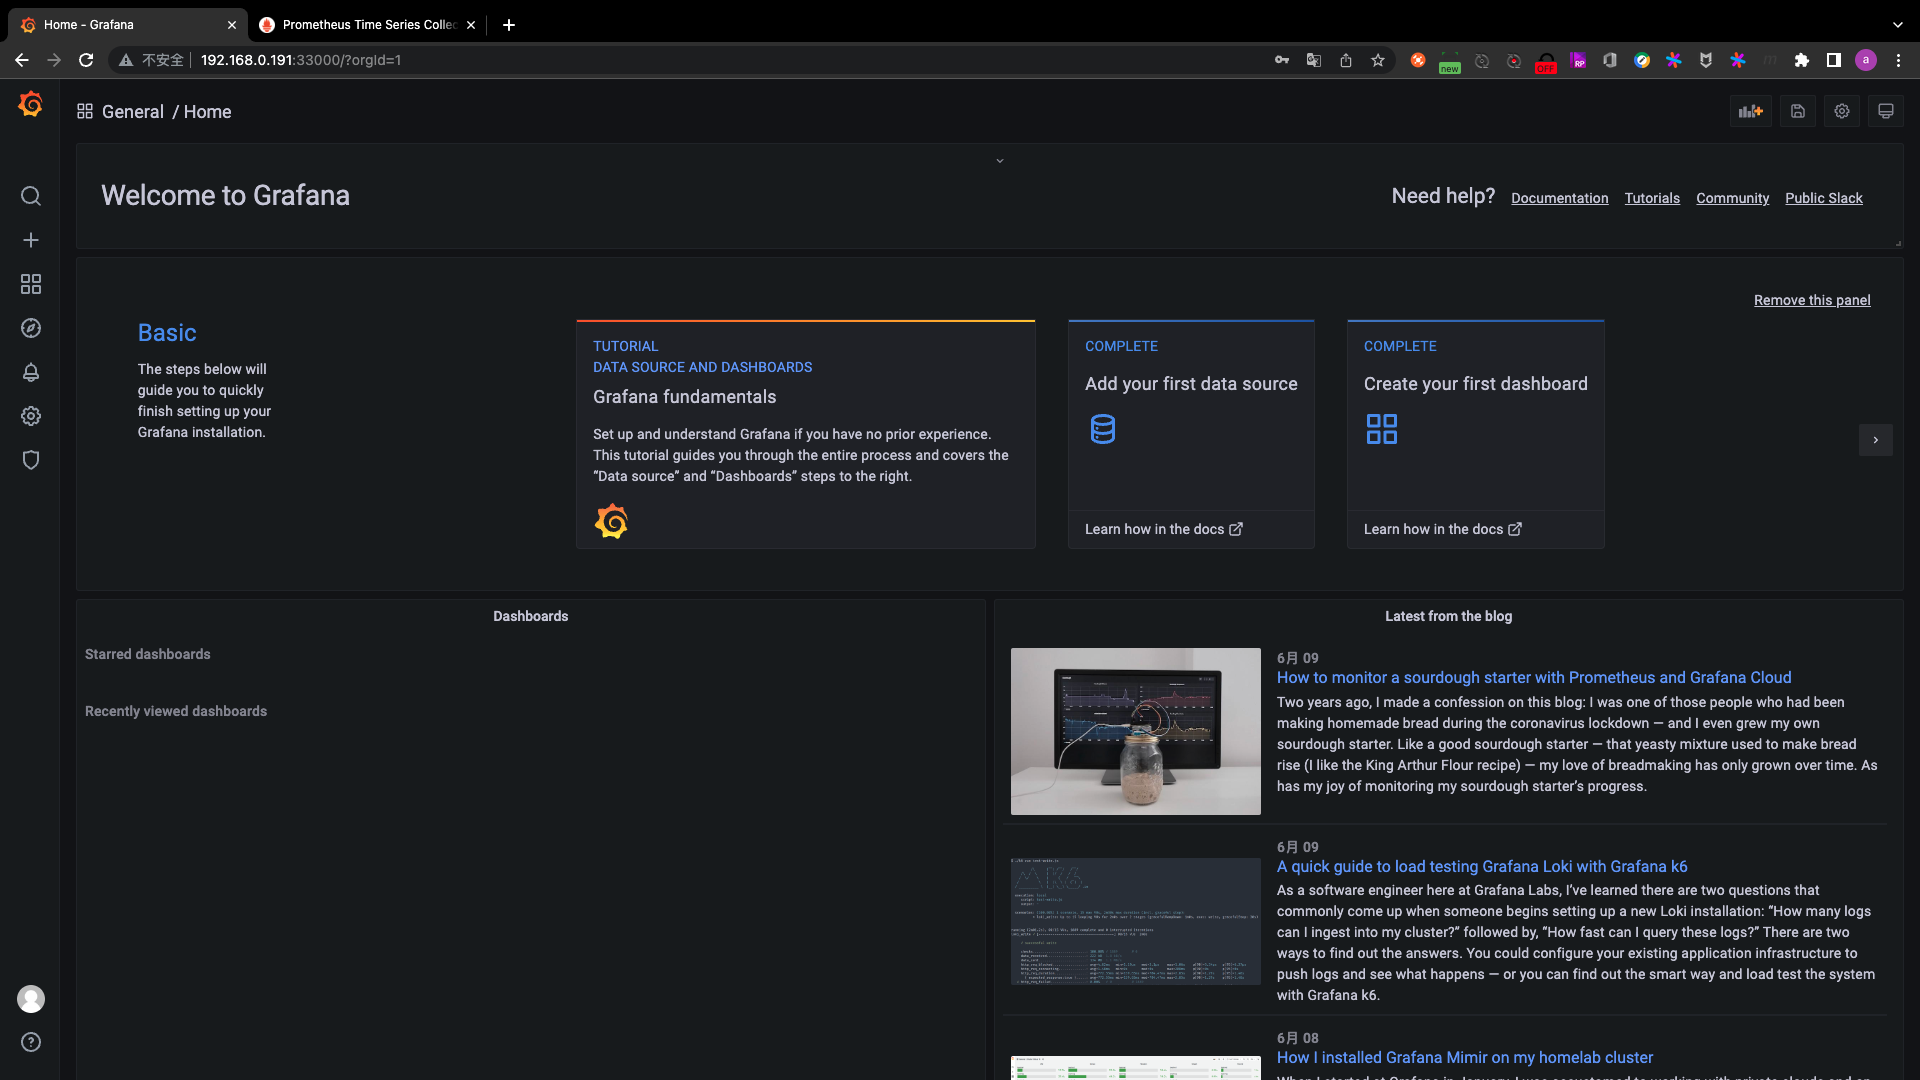 Home - Grafana
Prometheus Time Series Collec
不安全
192.168.0.191:33000/?orgId=1
new
OFF
RP
a
General / Home
Welcome to Grafana
Need help?
Documentation
Tutorials
Community
Public Slack
Remove this panel
Basic
The steps below will
guide you to quickly
finish setting up your
Grafana installation.
TUTORIAL
DATA SOURCE AND DASHBOARDS
Grafana fundamentals
Set up and understand Grafana if you have no prior experience.
This tutorial guides you through the entire process and covers the
“Data source” and “Dashboards” steps to the right.
COMPLETE
Add your first data source
Learn how in the docs
COMPLETE
Create your first dashboard
Learn how in the docs
Dashboards
Starred dashboards
Recently viewed dashboards
Latest from the blog
6月 09
How to monitor a sourdough starter with Prometheus and Grafana Cloud
Two years ago, I made a confession on this blog: I was one of those people who had been
making homemade bread during the coronavirus lockdown — and I even grew my own
sourdough starter. Like a good sourdough starter — that yeasty mixture used to make bread
rise (I like the King Arthur Flour recipe) — my love of breadmaking has only grown over time. As
has my joy of monitoring my sourdough starter’s progress.
6月 09
A quick guide to load testing Grafana Loki with Grafana k6
As a software engineer here at Grafana Labs, I’ve learned there are two questions that
commonly come up when someone begins setting up a new Loki installation: “How many logs
can I ingest into my cluster?” followed by, “How fast can I query these logs?” There are two
ways to find out the answers. You could configure your existing application infrastructure to
push logs and see what happens — or you can find out the smart way and load test the system
with Grafana k6.
6月 08
How I installed Grafana Mimir on my homelab cluster